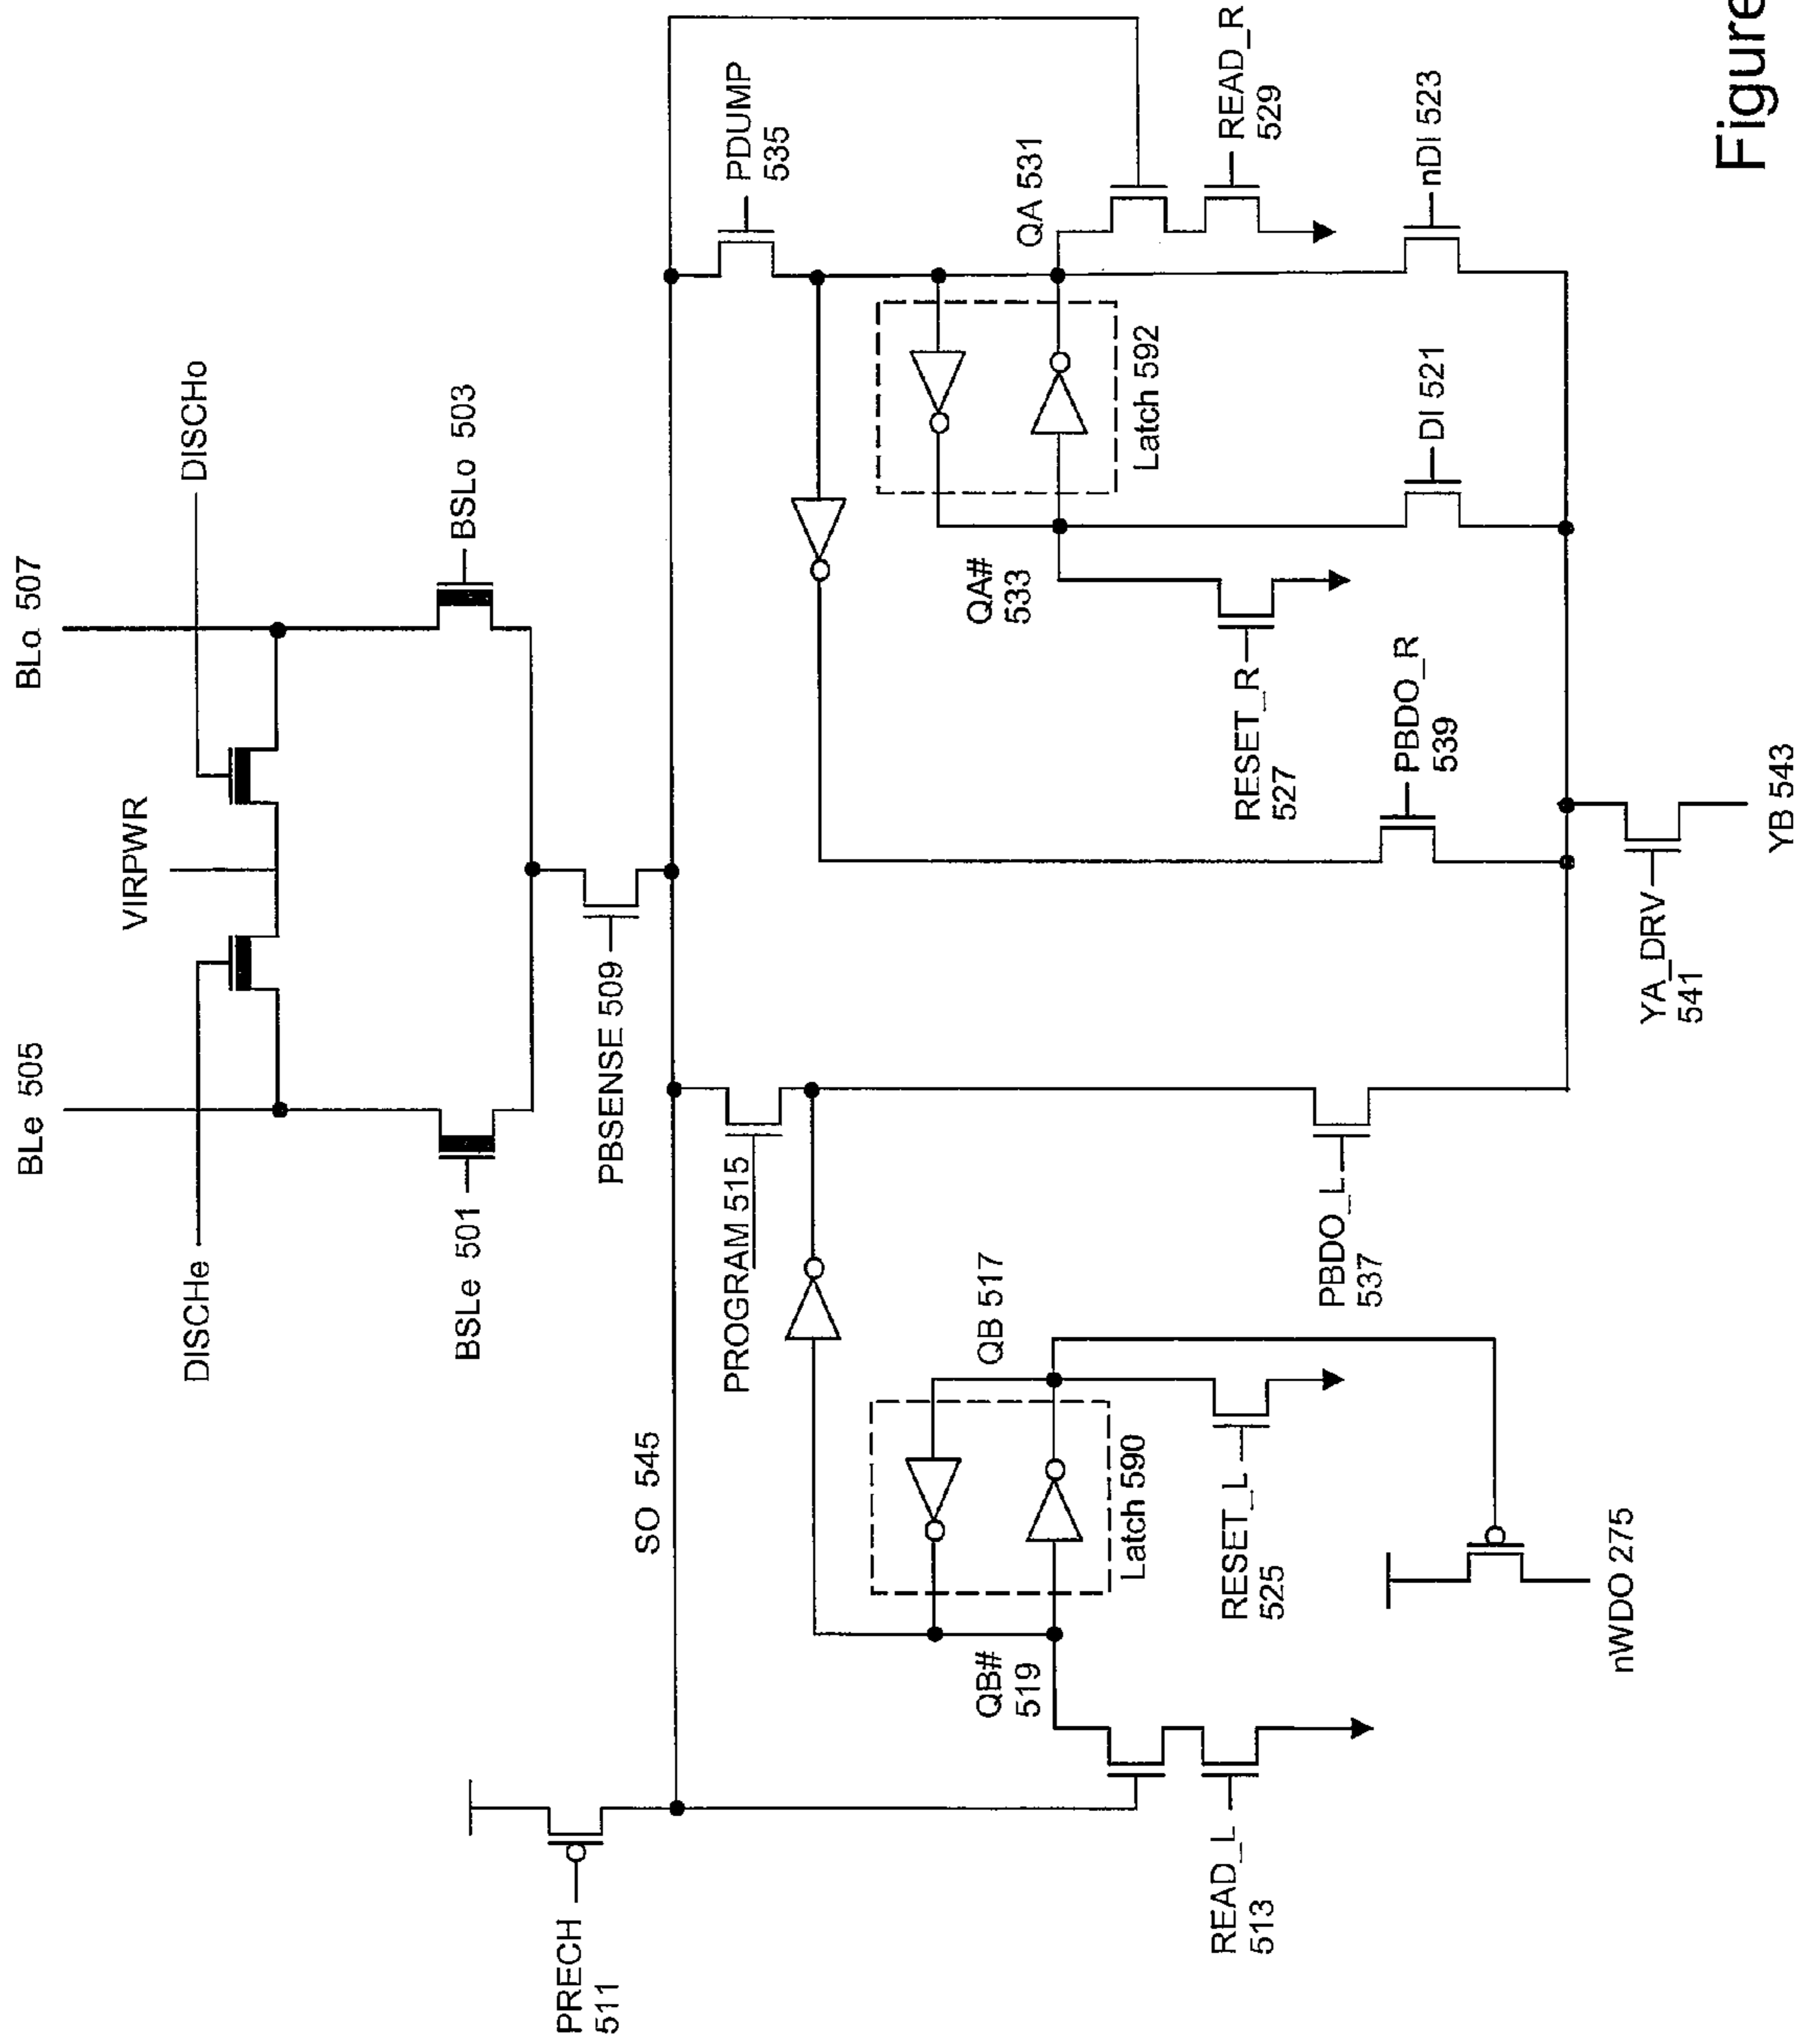 BLe 505
BLo 507
DISCHe
VIRPWR
DISCHo
BSLe 501
BSLo 503
PBSENSE 509
PRECH
511
SO 545
PROGRAM 515
PDUMP
535
QB#
519
QB 517
Latch 590
READ_L
513
RESET_L
525
nWDO 275
PBDO_L
537
QA#
533
QA 531
Latch 592
RESET_R
527
READ_R
529
PBDO_R
539
DI 521
nDI 523
YA_DRV
541
YB 543
Figure